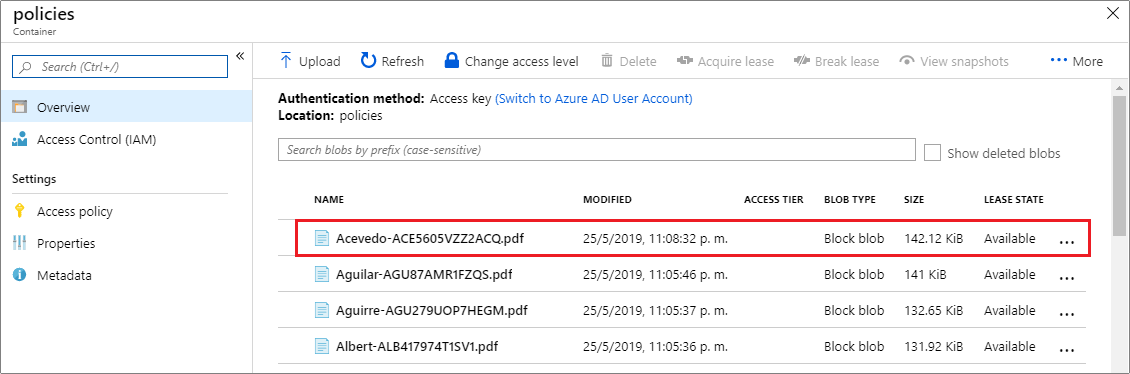 policies
Container
Search (Ctrl+/)
«
Overview
Access Control (IAM)
Settings
Access policy
Properties
Metadata
Upload Refresh Change access level Delete Acquire lease Break lease View snapshots ... More
Authentication method: Access key (Switch to Azure AD User Account)
Location: policies
Search blobs by prefix (case-sensitive) Show deleted blobs
NAME MODIFIED ACCESS TIER BLOB TYPE SIZE LEASE STATE
Acevedo-ACE5605VZZ2ACQ.pdf 25/5/2019, 11:08:32 p. m. Block blob 142.12 KiB Available ...
Aguilar-AGU87AMR1FZQS.pdf 25/5/2019, 11:05:46 p. m. Block blob 141 KiB Available ...
Aguirre-AGU279UOP7HEGM.pdf 25/5/2019, 11:05:37 p. m. Block blob 132.65 KiB Available ...
Albert-ALB417974T1SV1.pdf 25/5/2019, 11:05:36 p. m. Block blob 131.92 KiB Available ...